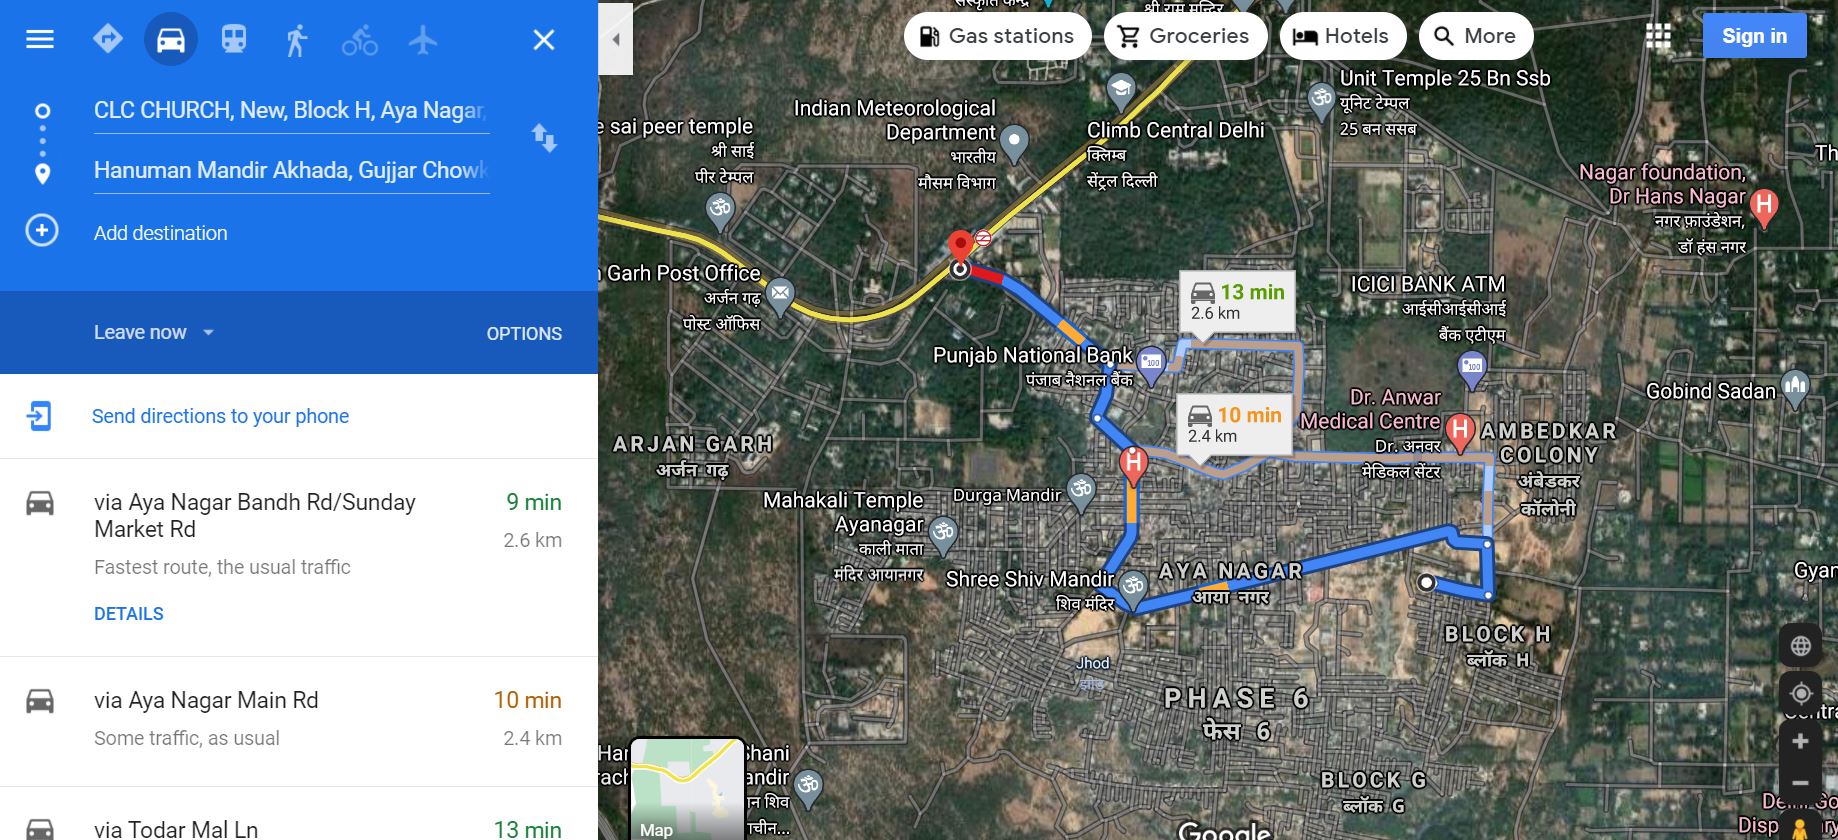 CLC CHURCH, New, Block H, Aya Nagar,
Hanuman Mandir Akhada, Gujjar Chowk
Add destination
Leave now
OPTIONS
Send directions to your phone
via Aya Nagar Bandh Rd/Sunday
Market Rd
9 min
2.6 km
Fastest route, the usual traffic
DETAILS
via Aya Nagar Main Rd
10 min
Some traffic, as usual
2.4 km
via Todar Mal Ln
13 min
Gas stations
Groceries
Hotels
More
Sign in
संस्कृति केन्द्र
श्री राम मन्दिर
Unit Temple 25 Bn Ssb
यूनिट टेम्पल
25 बन ससब
Indian Meteorological
Department
भारतीय
मौसम विभाग
e sai peer temple
श्री साई
पीर टेम्पल
Climb Central Delhi
क्लिम्ब
सेंट्रल दिल्ली
Th
Nagar foundation,
Dr Hans Nagar
नगर फ़ाउंडेशन,
डॉ हंस नगर
Garh Post Office
अर्जन गढ़
पोस्ट ऑफिस
13 min
2.6 km
ICICI BANK ATM
आईसीआईसीआई
बैंक एटीएम
Punjab National Bank
पंजाब नैशनल बैंक
100
100
Gobind Sadan
10 min
2.4 km
Dr. Anwar
Medical Centre
Dr. अनवर
मेडिकल सेंटर
H
H
H
ARJAN GARH
अर्जन गढ़
AMBEDKAR
COLONY
अंबेडकर
कॉलोनी
Mahakali Temple
Ayanagar
काली माता
मंदिर आयानगर
Durga Mandir
Shree Shiv Mandir
शिव मंदिर
AYA NAGAR
आया नगर
Gyan
BLOCK H
ब्लॉक H
Jhod
झोड
PHASE 6
फेस 6
BLOCK G
ब्लॉक G
Har
Shani
andir
न शिव
Map
Google
Centra